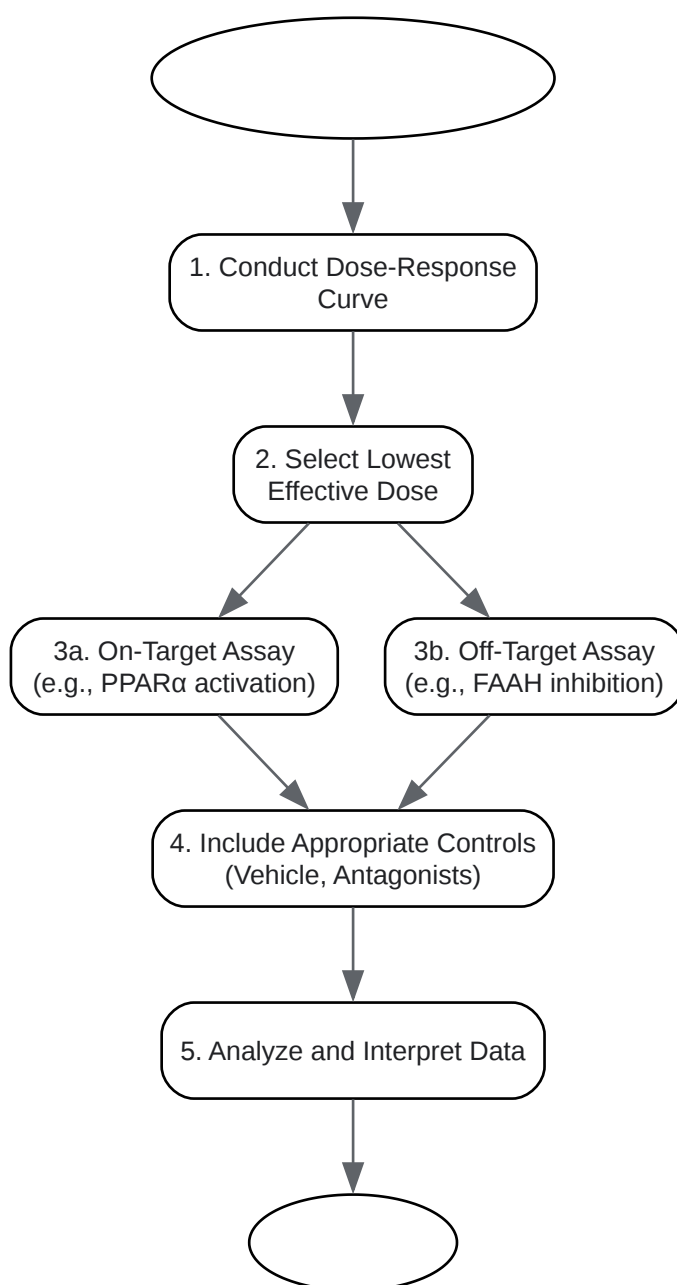 1. Conduct Dose-Response
Curve
2. Select Lowest
Effective Dose
3a. On-Target Assay
(e.g., PPARα activation)
3b. Off-Target Assay
(e.g., FAAH inhibition)
4. Include Appropriate Controls
(Vehicle, Antagonists)
5. Analyze and Interpret Data